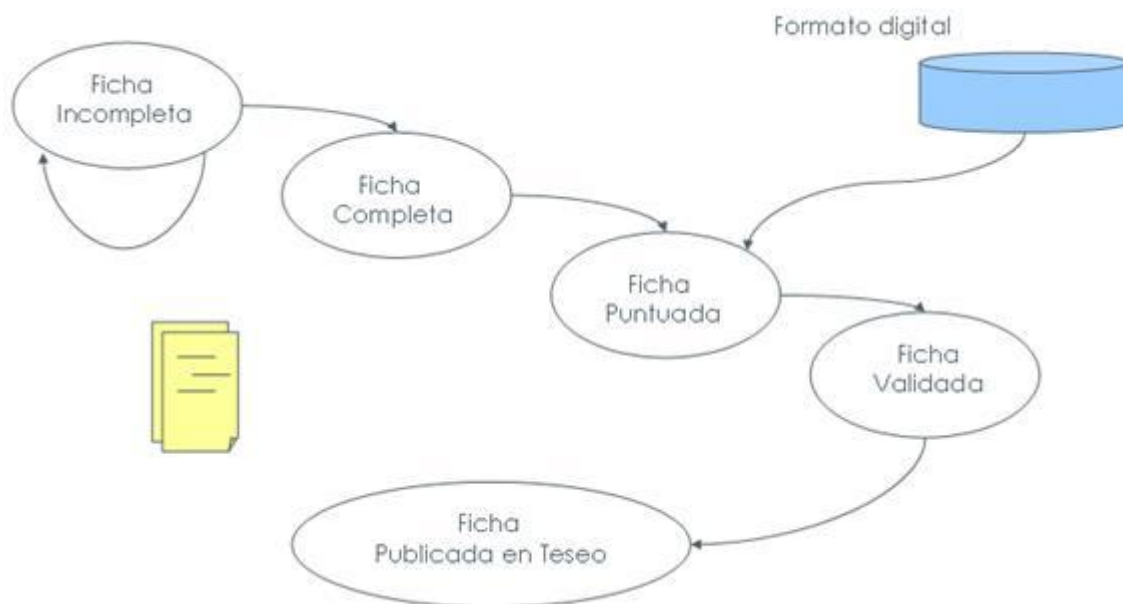 Formato digital
Ficha
Incompleta
Ficha
Completa
Ficha
Puntuada
Ficha
Validada
Ficha
Publicada en Teseo